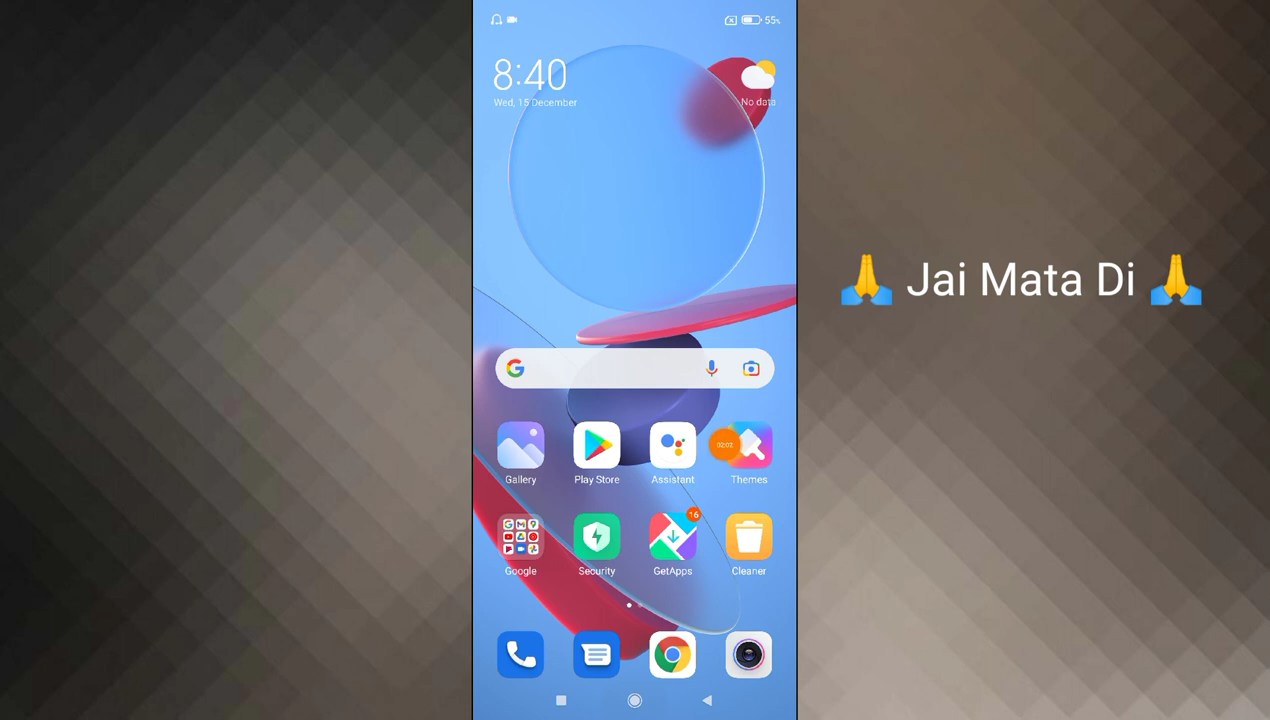 55%
8:40
Wed, 15 December
No data
🙏 Jai Mata Di 🙏
02:02
Gallery
Play Store
Assistant
Themes
16
Google
Security
GetApps
Cleaner